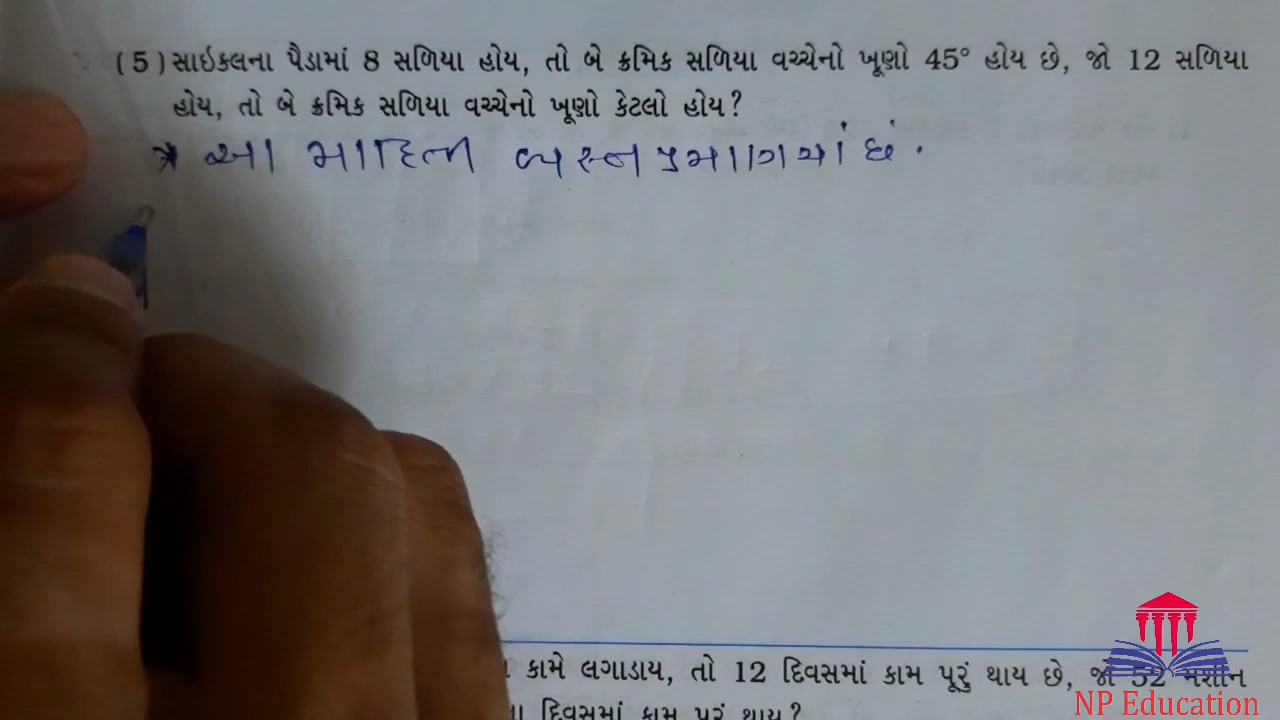 (5) સાઇકલના પૈડામાં 8 સળિયા હોય, તો બે ક્રમિક સળિયા વચ્ચેનો ખૂણો 45° હોય છે, જો 12 સળિયા
હોય, તો બે ક્રમિક સળિયા વચ્ચેનો ખૂણો કેટલો હોય?
* આ માહિતી વ્યસ્ત પ્રમાણમાં છે.
કામે લગાડાય, તો 12 દિવસમાં કામ પૂરું થાય છે, જો 52 મશીન
દિવસમાં કામ પૂરું થાય?
NP Education